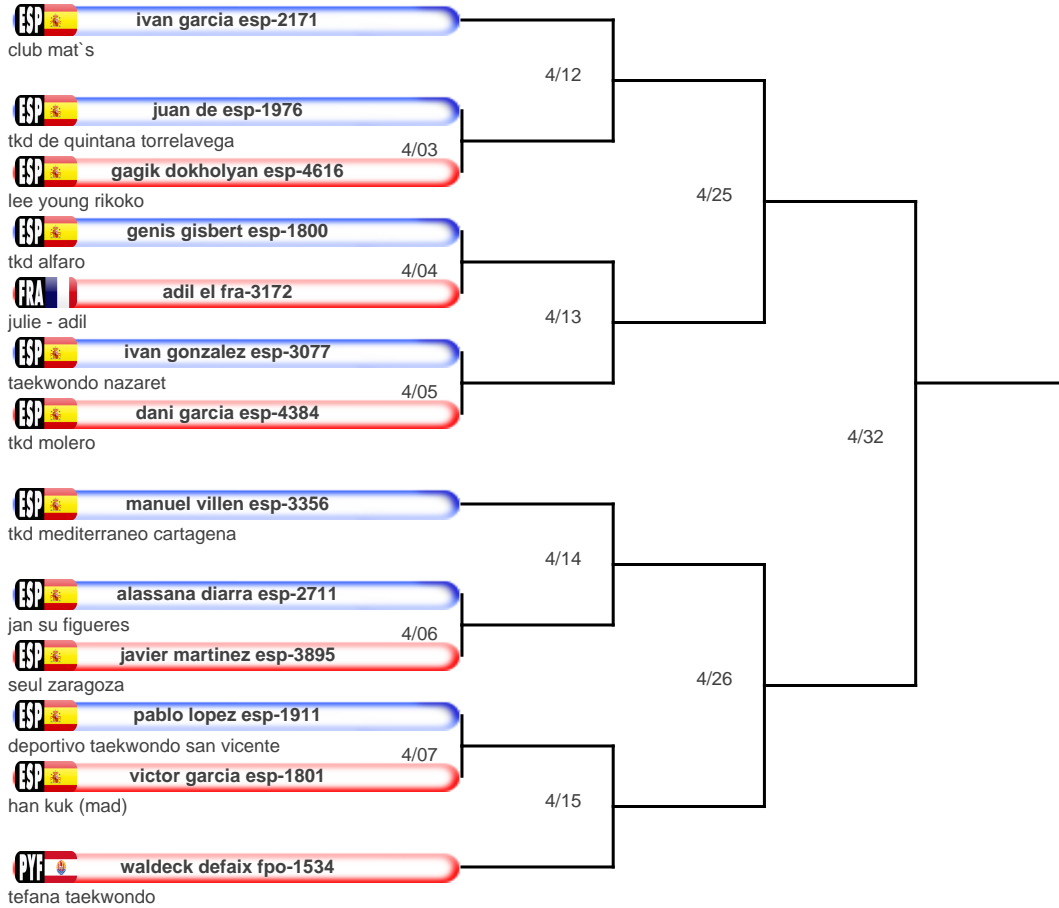 ESP ivan garcia esp-2171
club mat`s
4/12
ESP juan de esp-1976
tkd de quintana torrelavega
4/03
ESP gagik dokholyan esp-4616
lee young rikoko
4/25
ESP genis gisbert esp-1800
tkd alfaro
4/04
FRA adil el fra-3172
julie - adil
4/13
ESP ivan gonzalez esp-3077
taekwondo nazaret
4/05
ESP dani garcia esp-4384
tkd molero
4/32
ESP manuel villen esp-3356
tkd mediterraneo cartagena
4/14
ESP alassana diarra esp-2711
jan su figueres
4/06
ESP javier martinez esp-3895
seul zaragoza
4/26
ESP pablo lopez esp-1911
deportivo taekwondo san vicente
4/07
ESP victor garcia esp-1801
han kuk (mad)
4/15
PYF waldeck defaix fpo-1534
tefana taekwondo